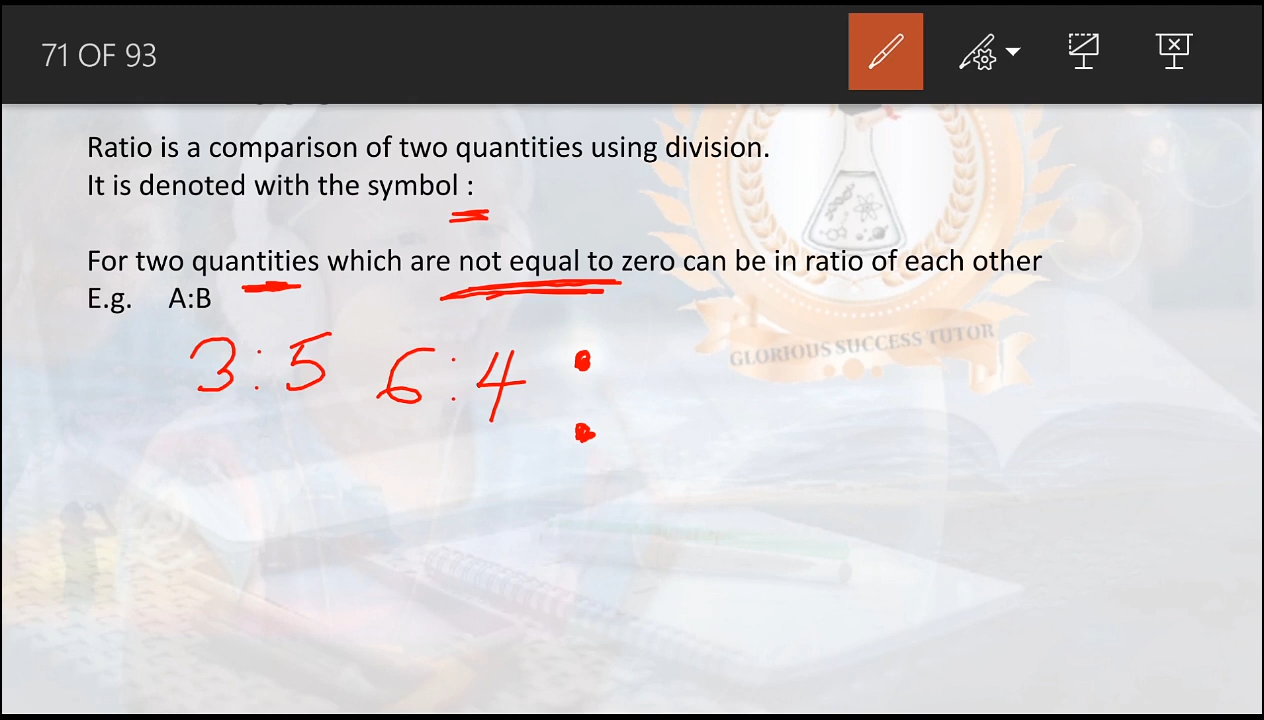 71 OF 93
Ratio is a comparison of two quantities using division.
It is denoted with the symbol :
For two quantities which are not equal to zero can be in ratio of each other
E.g. A:B
3:5 6:4 :
GLORIOUS SUCCESS TUTOR